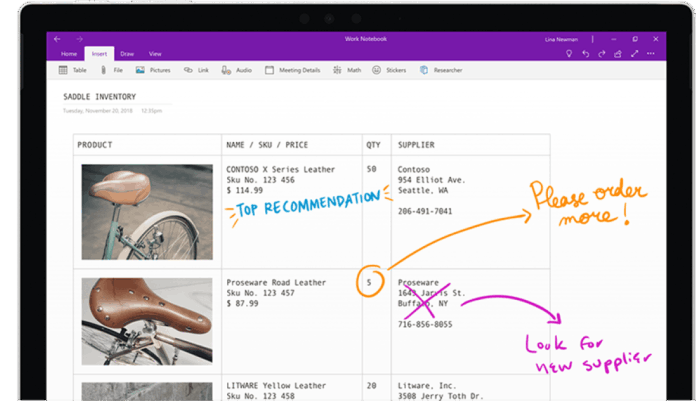 Work Notebook
Lina Newman
Home Insert Draw View
Table File Pictures Link Audio Meeting Details Math Stickers Researcher
SADDLE INVENTORY
Tuesday, November 20, 2018 12:35pm
PRODUCT NAME / SKU / PRICE QTY SUPPLIER
CONTOSO X Series Leather 50 Contoso
Sku No. 123 456 954 Elliot Ave.
$ 114.99 Seattle, WA
TOP RECOMMENDATION
206-491-7041
Please order
more!
Proseware Road Leather 5 Proseware
Sku No. 123 457 1643 Jarvis St.
$ 87.99 Buffalo, NY
716-856-8055
Look for
new supplier
LITWARE Yellow Leather 20 Litware, Inc.
Sku No. 123 458 3508 Jerry Toth Dr.